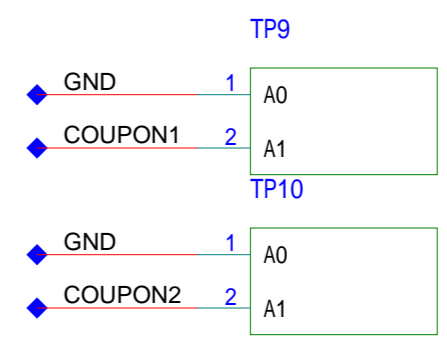 TP9
GND 1 A0
COUPON1 2 A1
TP10
GND 1 A0
COUPON2 2 A1